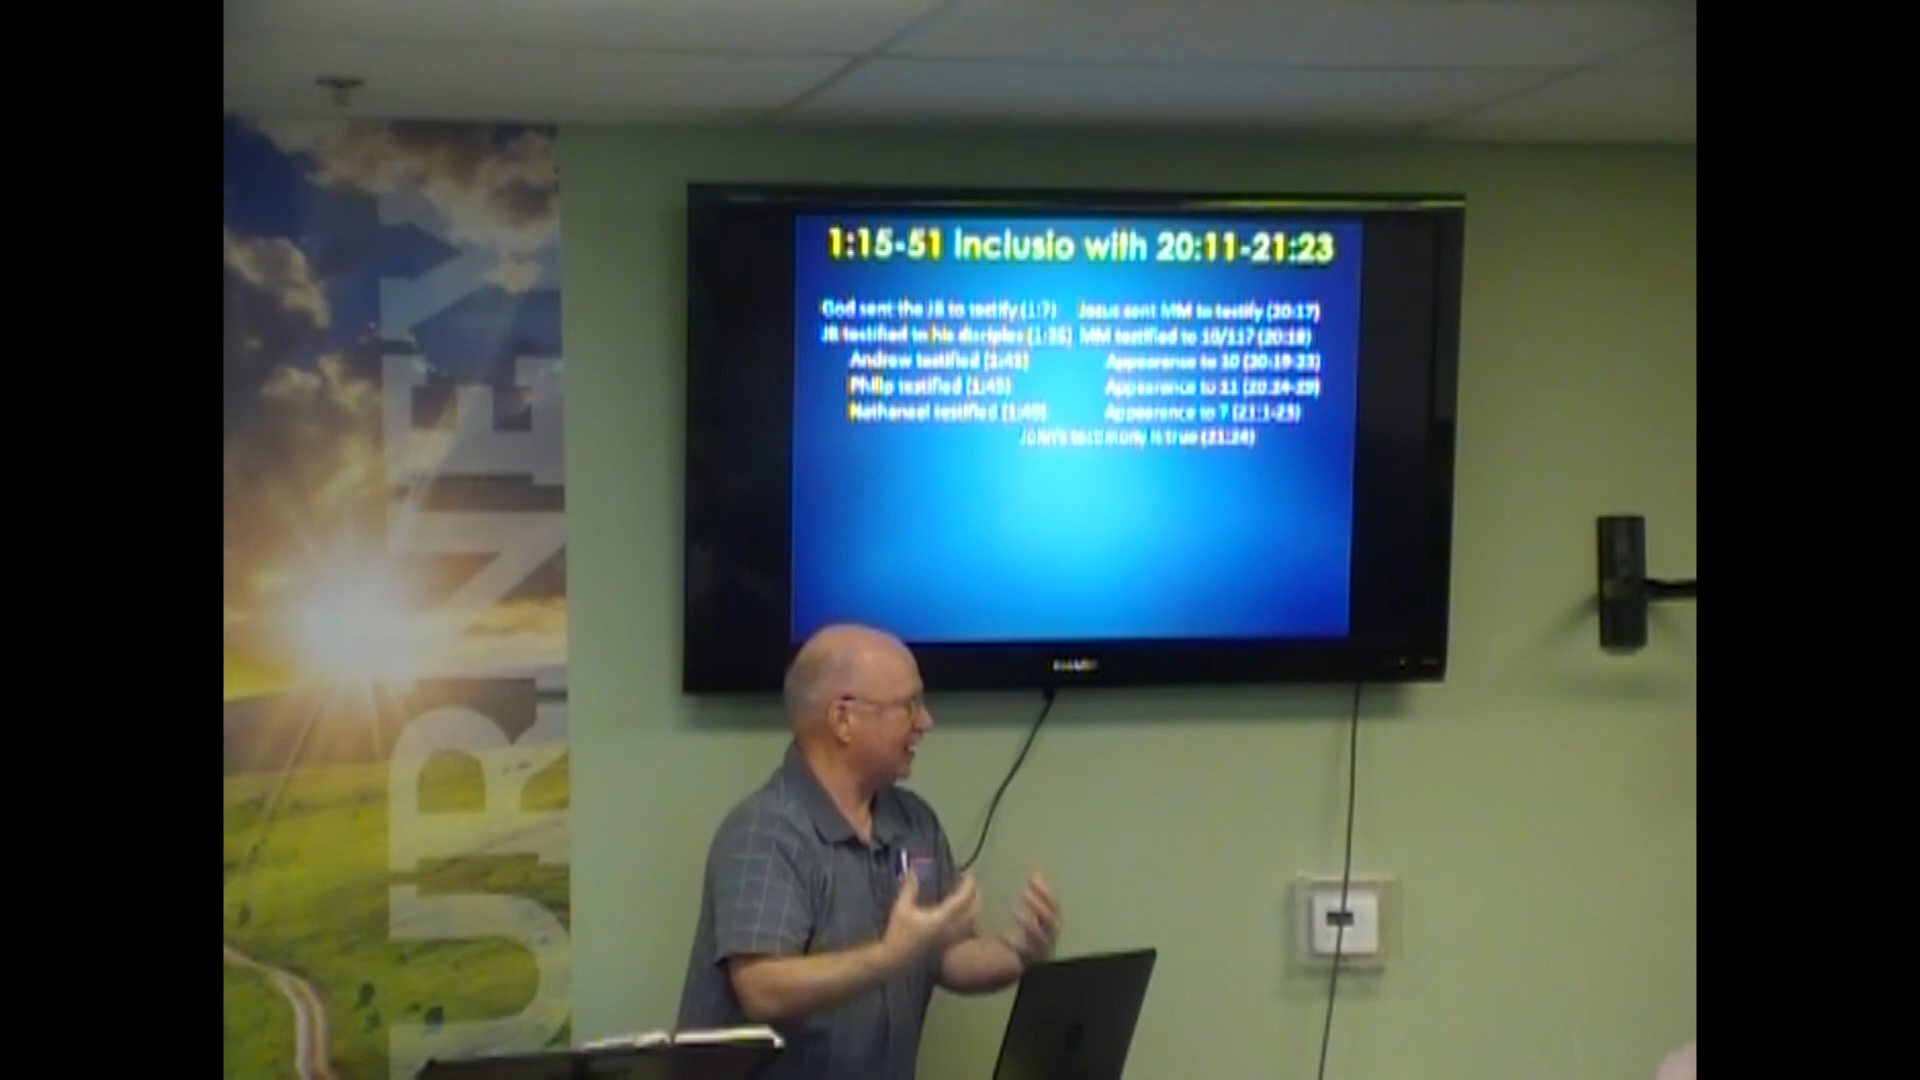 1:15-51 inclusio with 20:11-21:23
God sent the JB to testify (1:7) Jesus sent MM to testify (20:17)
JB testified to his disciples (1:35) MM testified to 10/11? (20:18)
Andrew testified (1:41) Appearance to 10 (20:19-23)
Philip testified (1:45) Appearance to 11 (20:24-29)
Nathanael testified (1:49) Appearance to 7 (21:1-23)
John's testimony is true (21:24)
URNEY